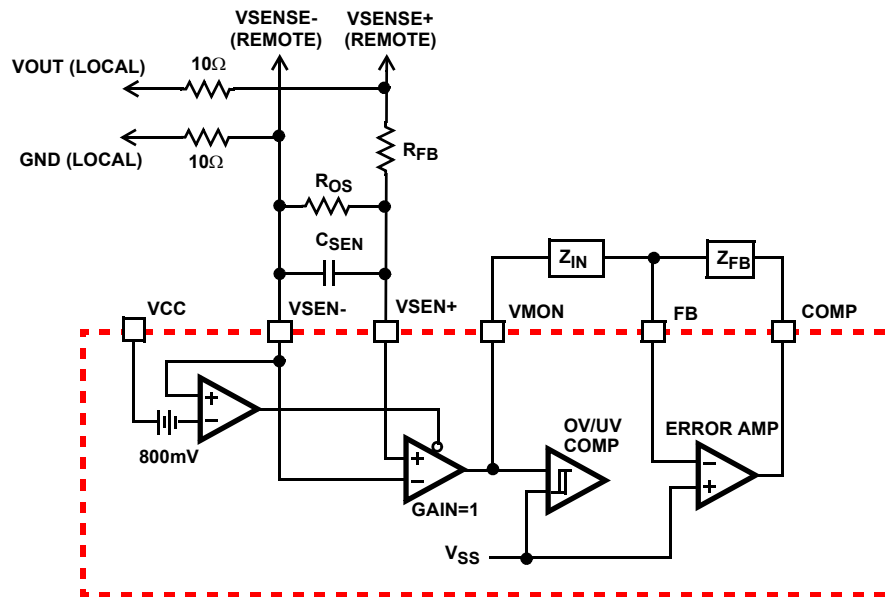 VSENSE- VSENSE+
(REMOTE) (REMOTE)
VOUT (LOCAL)
10Ω
GND (LOCAL)
10Ω
RFB
ROS
CSEN
ZIN
ZFB
VCC
VSEN-
VSEN+
VMON
FB
COMP
+
−
800mV
+
−
GAIN=1
OV/UV
COMP
ERROR AMP
−
+
VSS